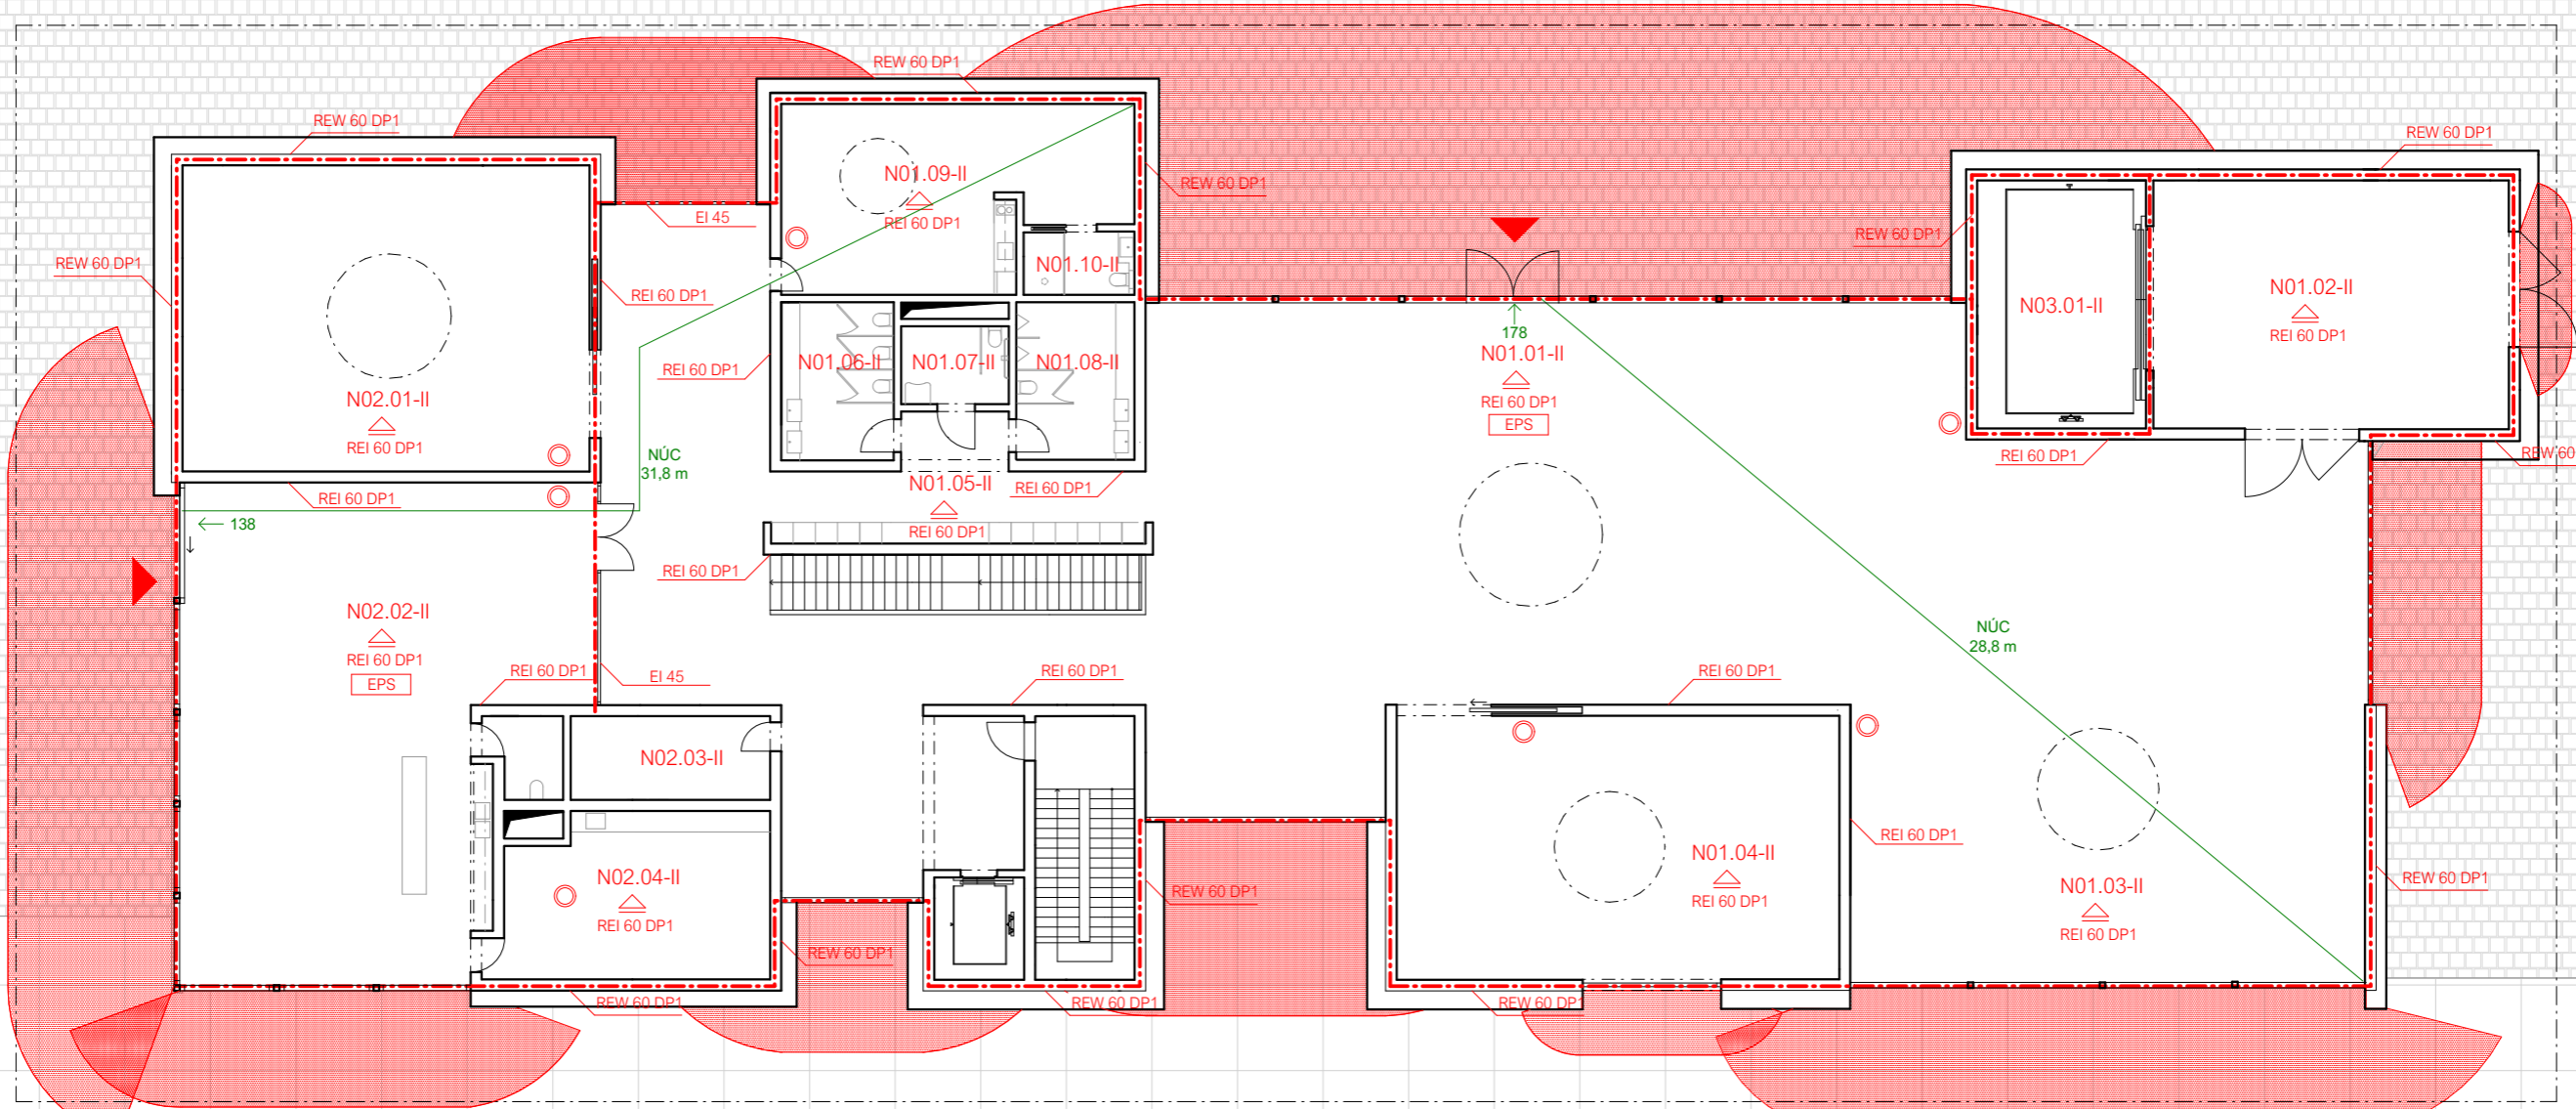 REW 60 DP1
REW 60 DP1
REW 60 DP1
N01.09-II
REI 60 DP1
REW 60 DP1
EI 45
REW 60 DP1
REW 60 DP1
REI 60 DP1
N01.10-II
N03.01-II
N01.02-II
REI 60 DP1
178
N01.01-II
REI 60 DP1
EPS
REI 60 DP1
N01.06-II
N01.07-II
N01.08-II
N02.01-II
REI 60 DP1
NÚC
31,8 m
REI 60 DP1
REW 60
N01.05-II
REI 60 DP1
REI 60 DP1
REI 60 DP1
138
REI 60 DP1
N02.02-II
REI 60 DP1
EPS
NÚC
28,8 m
REI 60 DP1
EI 45
REI 60 DP1
REI 60 DP1
N02.03-II
REI 60 DP1
N01.04-II
REI 60 DP1
N02.04-II
REI 60 DP1
REW 60 DP1
REW 60 DP1
N01.03-II
REI 60 DP1
REW 60 DP1
REW 60 DP1
REW 60 DP1
REW 60 DP1